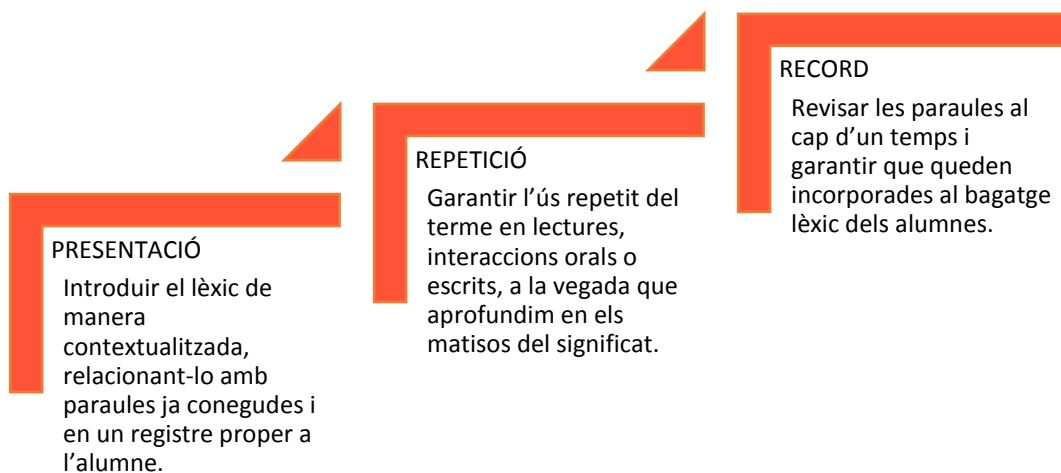 PRESENTACIÓ
Introduir el lèxic de
manera
contextualitzada,
relacionant-lo amb
paraules ja conegudes i
en un registre proper a
l’alumne.
REPETICIÓ
Garantir l’ús repetit del
terme en lectures,
interaccions orals o
escrits, a la vegada que
aprofundim en els
matisos del significat.
RECORD
Revisar les paraules al
cap d’un temps i
garantir que queden
incorporades al bagatge
lèxic dels alumnes.